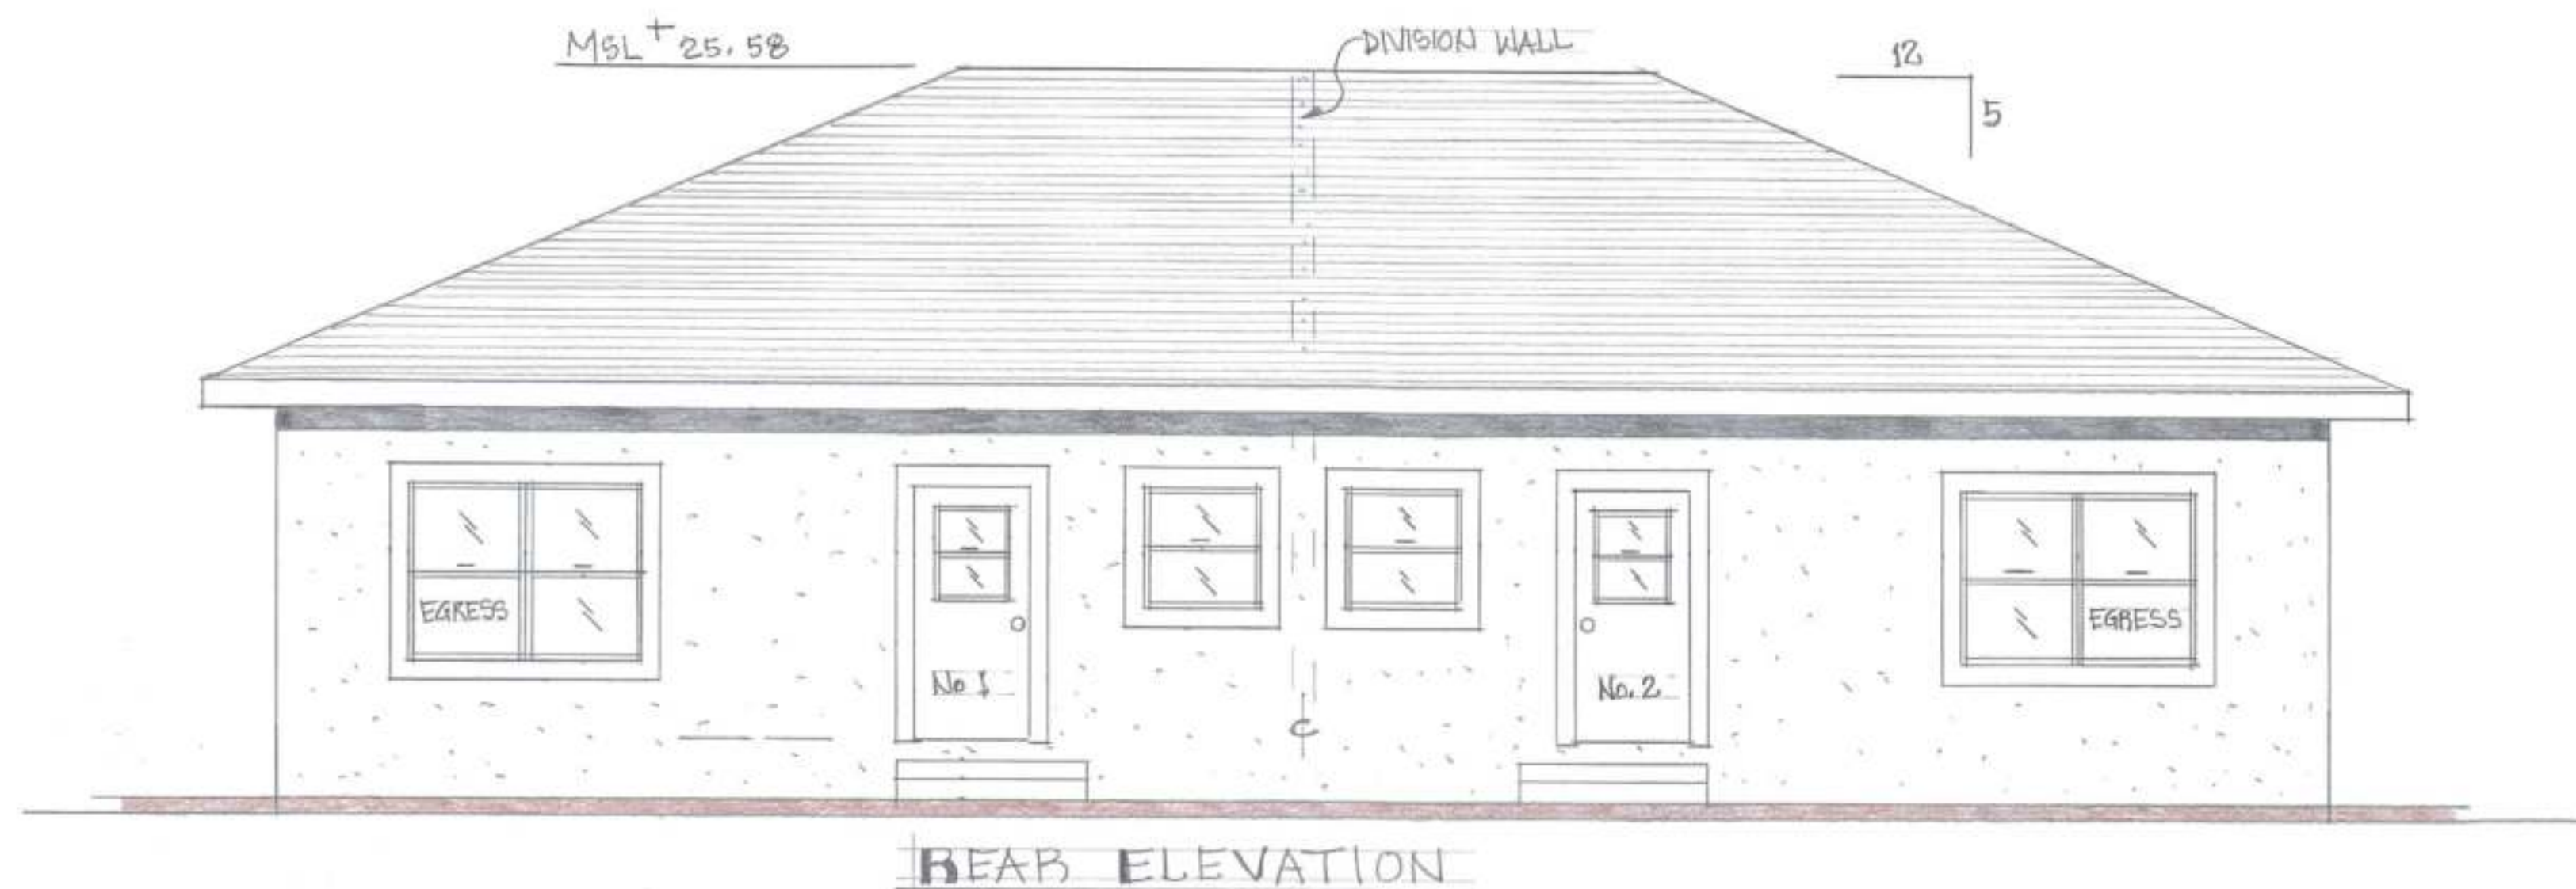 MSL + 25.58
DIVISION WALL
12
5
EGRESS
No 1
No. 2
EGRESS
C
REAR ELEVATION